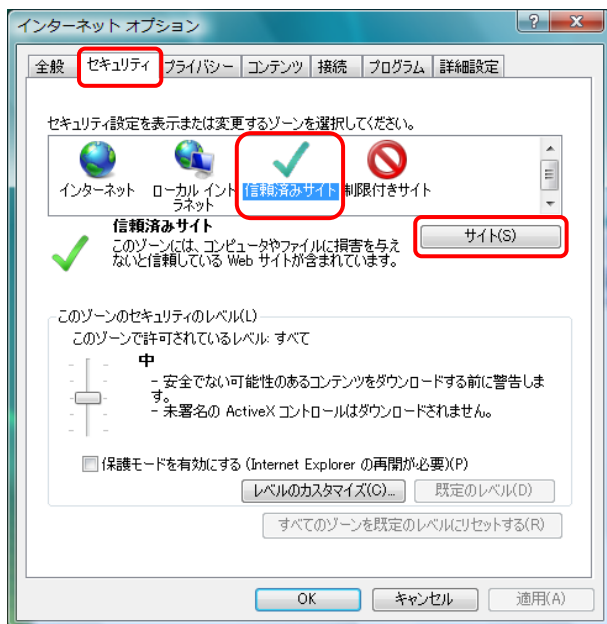 インターネット オプション
全般 セキュリティ プライバシー コンテンツ 接続 プログラム 詳細設定
セキュリティ設定を表示または変更するゾーンを選択してください。
インターネット
ローカル イント
ラネット
信頼済みサイト
制限付きサイト
信頼済みサイト
サイト(S)
このゾーンには、コンピュータやファイルに損害を与え
ないと信頼している Web サイトが含まれています。
このゾーンのセキュリティのレベル(L)
このゾーンで許可されているレベル: すべて
中
- 安全でない可能性のあるコンテンツをダウンロードする前に警告しま
す。
- 未署名の ActiveX コントロールはダウンロードされません。
保護モードを有効にする (Internet Explorer の再開が必要)(P)
レベルのカスタマイズ(C)... 既定のレベル(D)
すべてのゾーンを既定のレベルにリセットする(R)
OK キャンセル 適用(A)